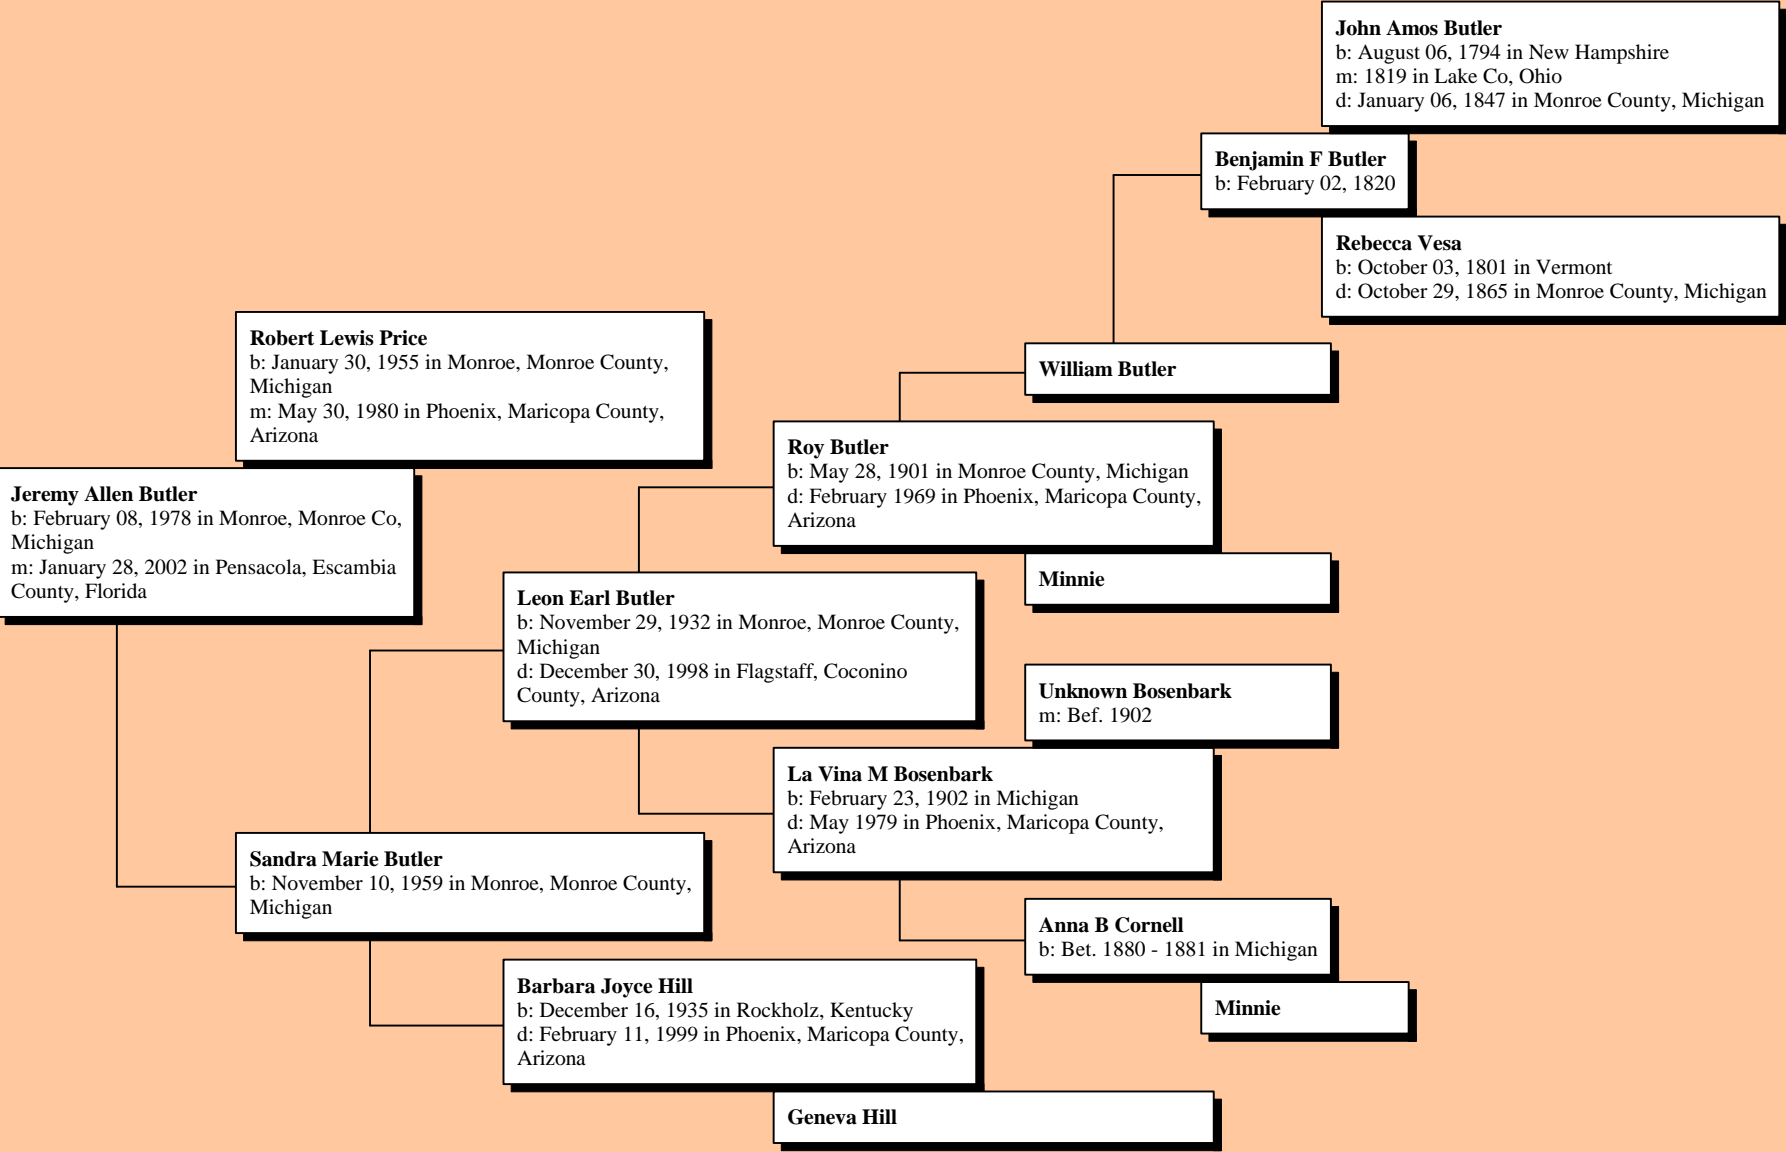 John Amos Butler
b: August 06, 1794 in New Hampshire
m: 1819 in Lake Co, Ohio
d: January 06, 1847 in Monroe County, Michigan
Benjamin F Butler
b: February 02, 1820
Rebecca Vesa
b: October 03, 1801 in Vermont
d: October 29, 1865 in Monroe County, Michigan
Robert Lewis Price
b: January 30, 1955 in Monroe, Monroe County,
Michigan
m: May 30, 1980 in Phoenix, Maricopa County,
Arizona
William Butler
Roy Butler
b: May 28, 1901 in Monroe County, Michigan
d: February 1969 in Phoenix, Maricopa County,
Arizona
Jeremy Allen Butler
b: February 08, 1978 in Monroe, Monroe Co,
Michigan
m: January 28, 2002 in Pensacola, Escambia
County, Florida
Minnie
Leon Earl Butler
b: November 29, 1932 in Monroe, Monroe County,
Michigan
d: December 30, 1998 in Flagstaff, Coconino
County, Arizona
Unknown Bosenbark
m: Bef. 1902
La Vina M Bosenbark
b: February 23, 1902 in Michigan
d: May 1979 in Phoenix, Maricopa County,
Arizona
Sandra Marie Butler
b: November 10, 1959 in Monroe, Monroe County,
Michigan
Anna B Cornell
b: Bet. 1880 - 1881 in Michigan
Barbara Joyce Hill
b: December 16, 1935 in Rockholz, Kentucky
d: February 11, 1999 in Phoenix, Maricopa County,
Arizona
Minnie
Geneva Hill